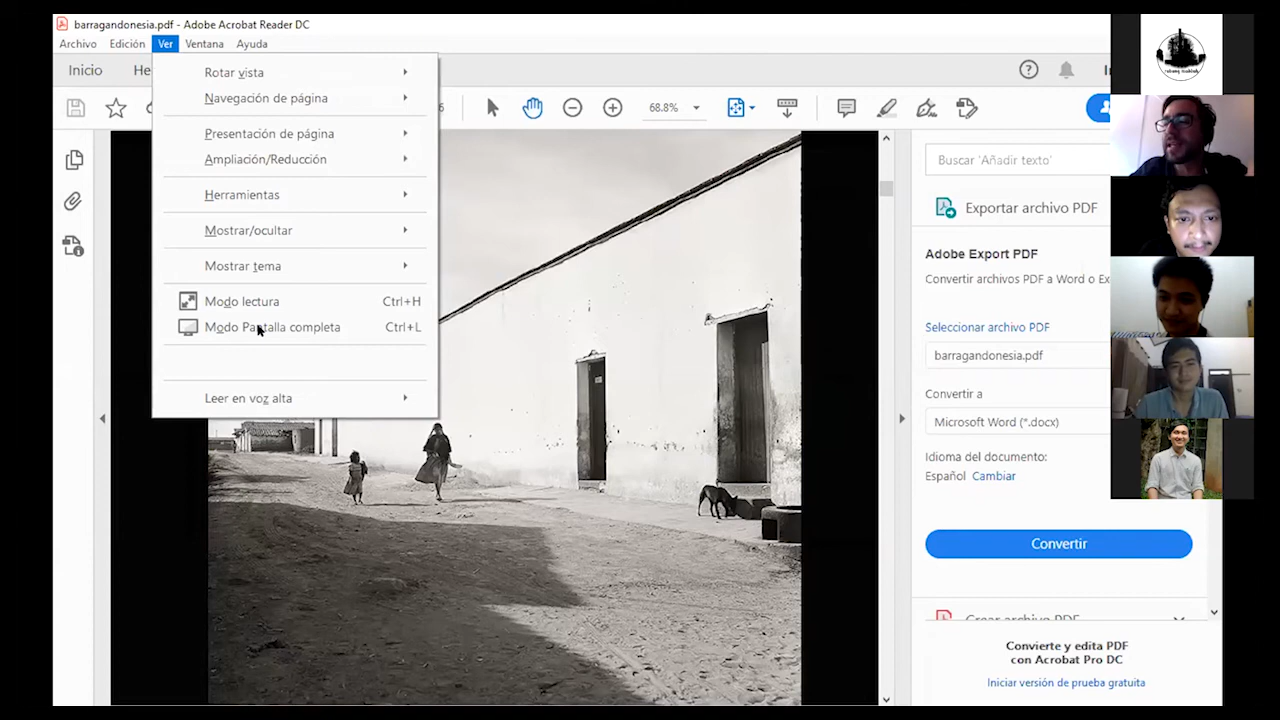 barragandonesia.pdf - Adobe Acrobat Reader DC
Archivo Edición Ver Ventana Ayuda
Inicio He
68.8%
Rotar vista
Navegación de página
Presentación de página
Ampliación/Reducción
Herramientas
Mostrar/ocultar
Mostrar tema
Modo lectura Ctrl+H
Modo Pantalla completa Ctrl+L
Leer en voz alta
Buscar 'Añadir texto'
Exportar archivo PDF
Adobe Export PDF
Convertir archivos PDF a Word o Ex
Seleccionar archivo PDF
barragandonesia.pdf
Convertir a
Microsoft Word (*.docx)
Idioma del documento:
Español Cambiar
Convertir
Crear archivo PDF
Convierte y edita PDF
con Acrobat Pro DC
Iniciar versión de prueba gratuita